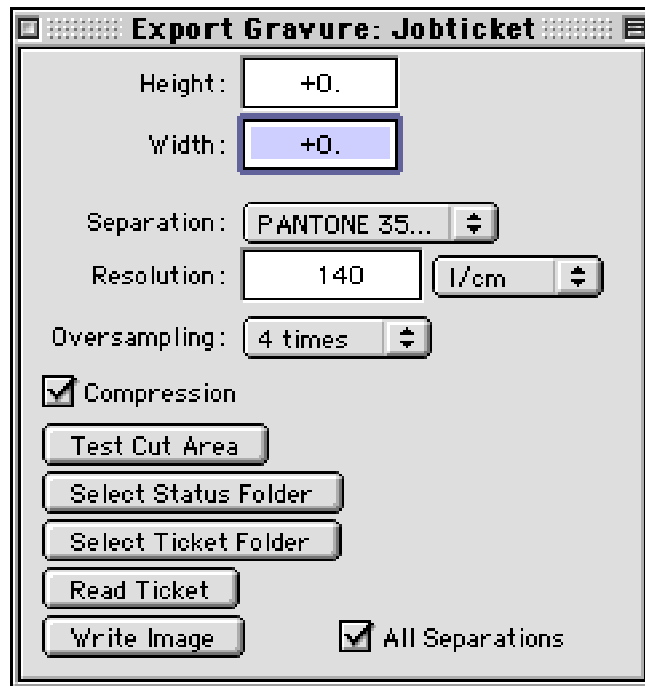 Export Gravure: Jobticket
Height: +0.
Width: +0.
Separation: PANTONE 35...
Resolution: 140 l/cm
Oversampling: 4 times
Compression
Test Cut Area
Select Status Folder
Select Ticket Folder
Read Ticket
Write Image All Separations